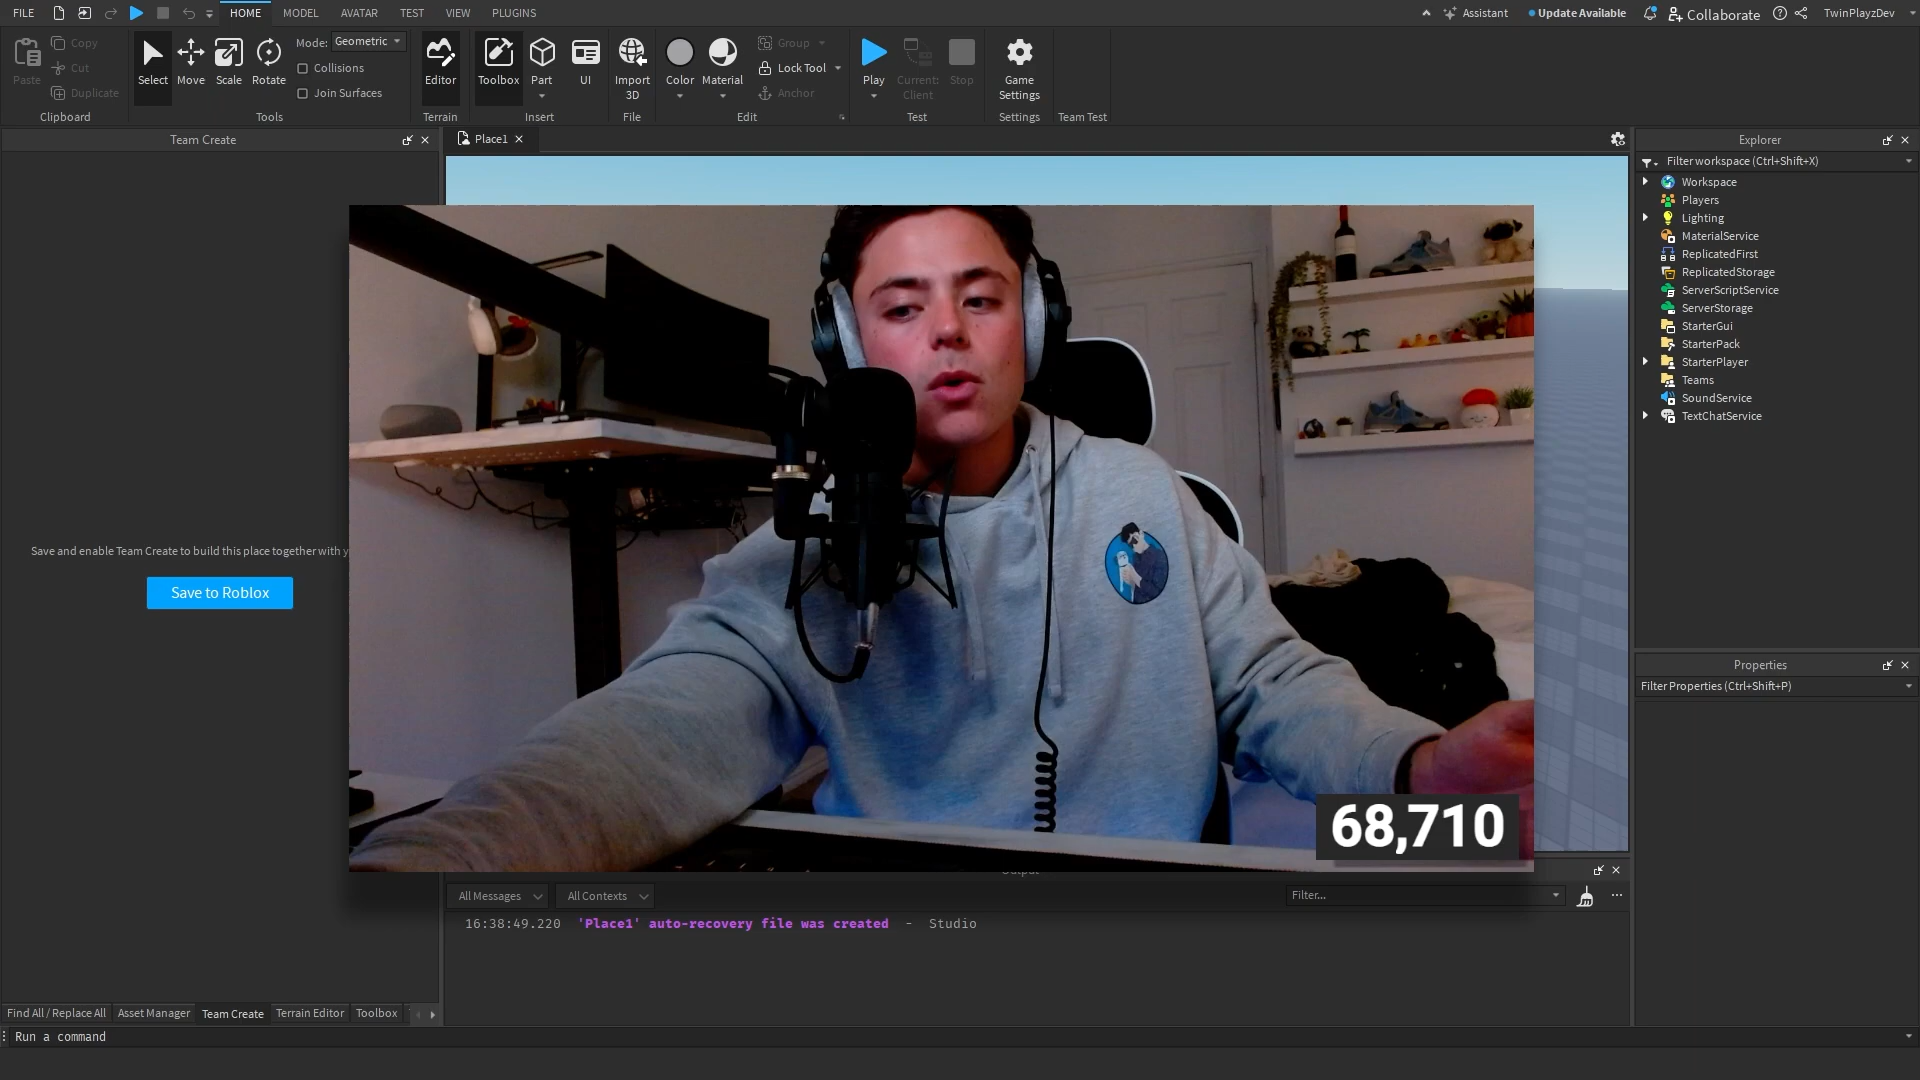 FILE HOME MODEL AVATAR TEST VIEW PLUGINS Assistant Update Available Collaborate TwinPlayzDev
Paste Copy Cut Duplicate
Clipboard
Select Move Scale Rotate Mode: Geometric Collisions Join Surfaces
Tools
Editor
Terrain
Toolbox Part UI
Insert
Import 3D
File
Color Material Group Lock Tool Anchor
Edit
Play Current: Client Stop
Test
Game Settings
Settings
Team Test
Team Create
Save and enable Team Create to build this place together with y
Save to Roblox
Place1
68,710
Explorer
Filter workspace (Ctrl+Shift+X)
Workspace
Players
Lighting
MaterialService
ReplicatedFirst
ReplicatedStorage
ServerScriptService
ServerStorage
StarterGui
StarterPack
StarterPlayer
Teams
SoundService
TextChatService
Properties
Filter Properties (Ctrl+Shift+P)
All Messages All Contexts Filter...
16:38:49.220 'Place1' auto-recovery file was created - Studio
Find All / Replace All Asset Manager Team Create Terrain Editor Toolbox
Run a command